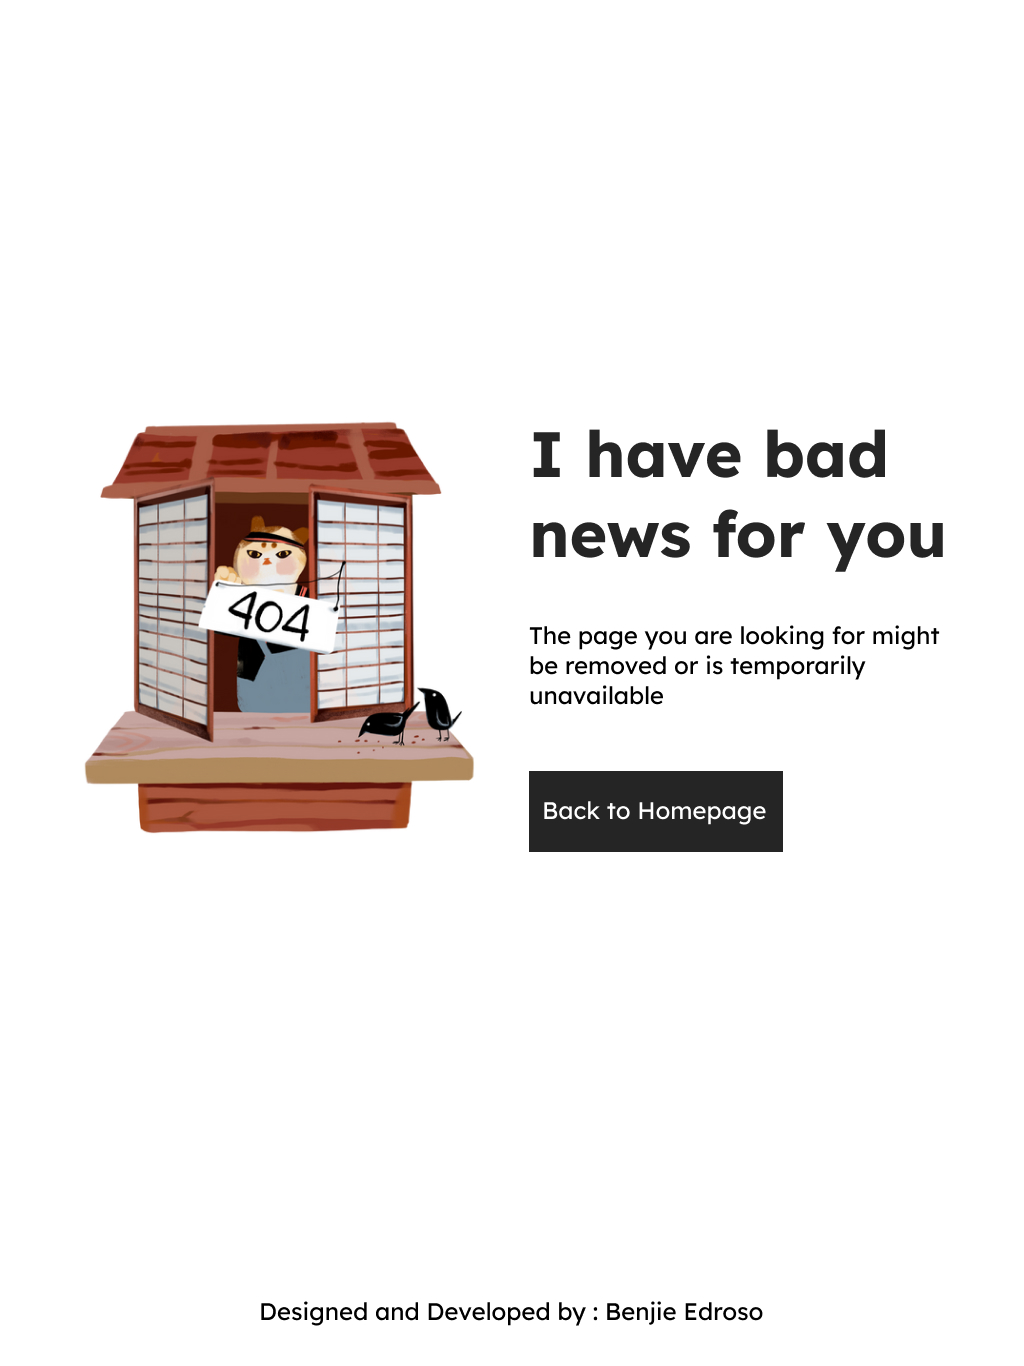 404
I have bad
news for you
The page you are looking for might
be removed or is temporarily
unavailable
Back to Homepage
Designed and Developed by : Benjie Edroso